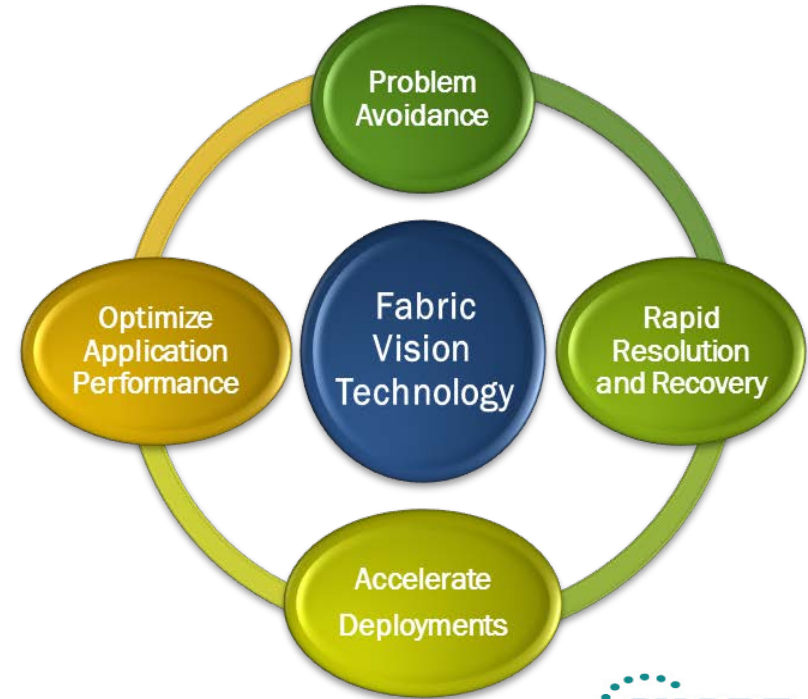 Problem
Avoidance
Optimize
Application
Performance
Fabric
Vision
Technology
Rapid
Resolution
and Recovery
Accelerate
Deployments